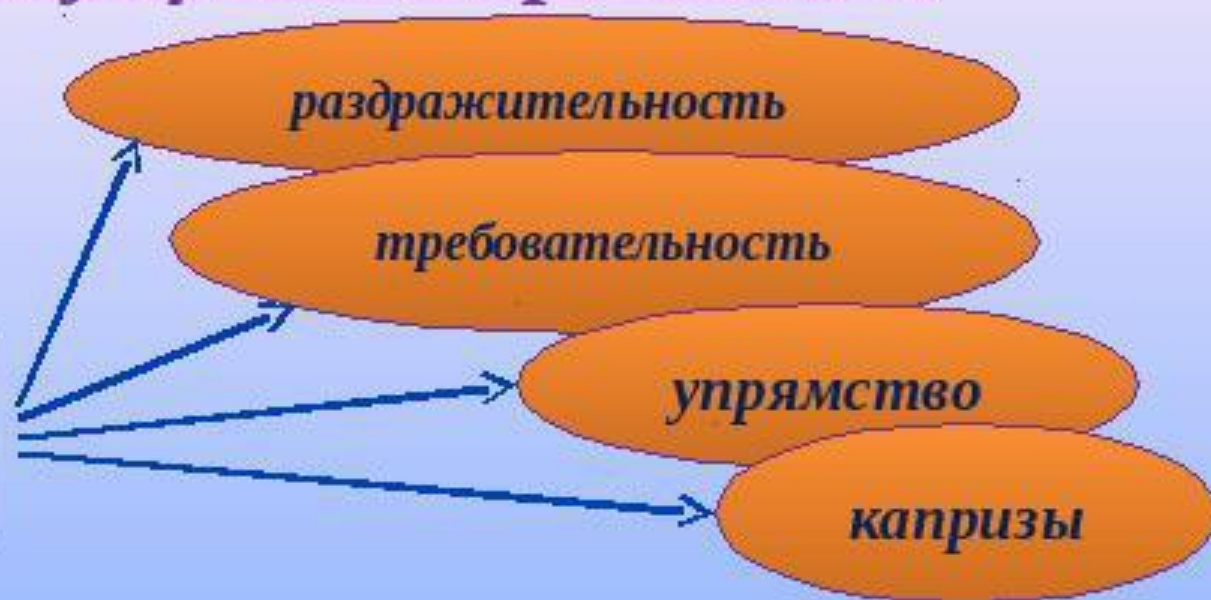 раздражительность
требовательность
упрямство
капризы